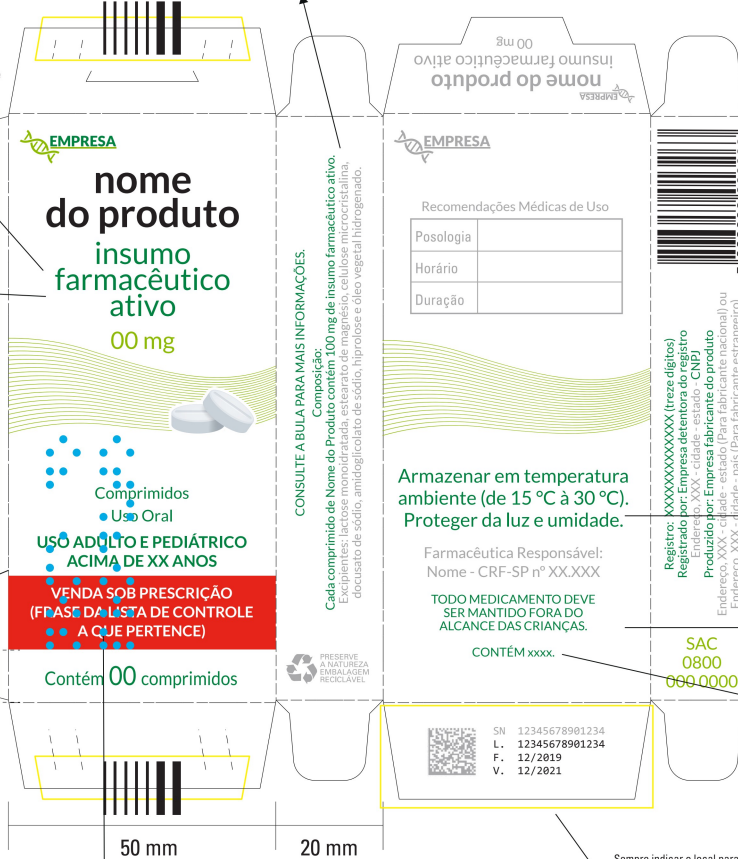 00 mg
insumo farmacêutico ativo
nome do produto
EMPRESA
EMPRESA
nome
do produto
insumo
farmacêutico
ativo
00 mg
Comprimidos
Uso Oral
USO ADULTO E PEDIÁTRICO
ACIMA DE XX ANOS
VENDA SOB PRESCRIÇÃO
(FRASE DA LISTA DE CONTROLE
A QUE PERTENCE)
Contém 00 comprimidos
CONSULTE A BULA PARA MAIS INFORMAÇÕES.
Composição:
Cada comprimido de Nome do Produto contém 100 mg de insumo farmacêutico ativo.
Excipientes: lactose monoidratada, estearato de magnésio, celulose microcristalina,
docusato de sódio, amidoglicolato de sódio, hiprolose e óleo vegetal hidrogenado.
PRESERVE
A NATUREZA
EMBALAGEM
RECICLÁVEL
EMPRESA
Recomendações Médicas de Uso
Posologia
Horário
Duração
Armazenar em temperatura
ambiente (de 15 °C à 30 °C).
Proteger da luz e umidade.
Farmacêutica Responsável:
Nome - CRF-SP nº XX.XXX
TODO MEDICAMENTO DEVE
SER MANTIDO FORA DO
ALCANCE DAS CRIANÇAS.
CONTÉM xxxx.
Registro: XXXXXXXXXXXXX (treze dígitos)
Registrado por: Empresa detentora do registro
Endereço, XXX - cidade - estado - CNPJ
Produzido por: Empresa fabricante do produto
Endereço, XXX - cidade - estado (Para fabricante nacional) ou
Endereço, XXX - cidade - país (Para fabricante estrangeiro)
SAC
0800
000 0000
SN 12345678901234
L. 12345678901234
F. 12/2019
V. 12/2021
50 mm
20 mm